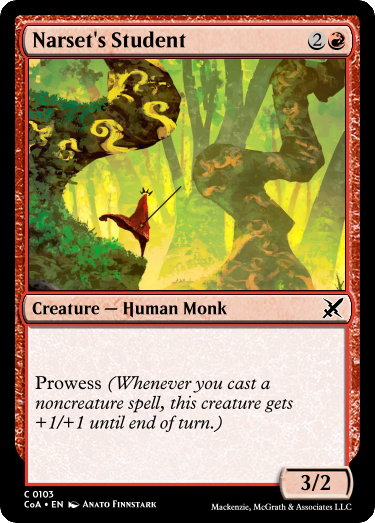 Narset's Student 2
Creature — Human Monk
Prowess (Whenever you cast a
noncreature spell, this creature gets
+1/+1 until end of turn.)
3/2
C 0103
CoA • EN Anato Finnstark
Mackenzie, McGrath & Associates LLC